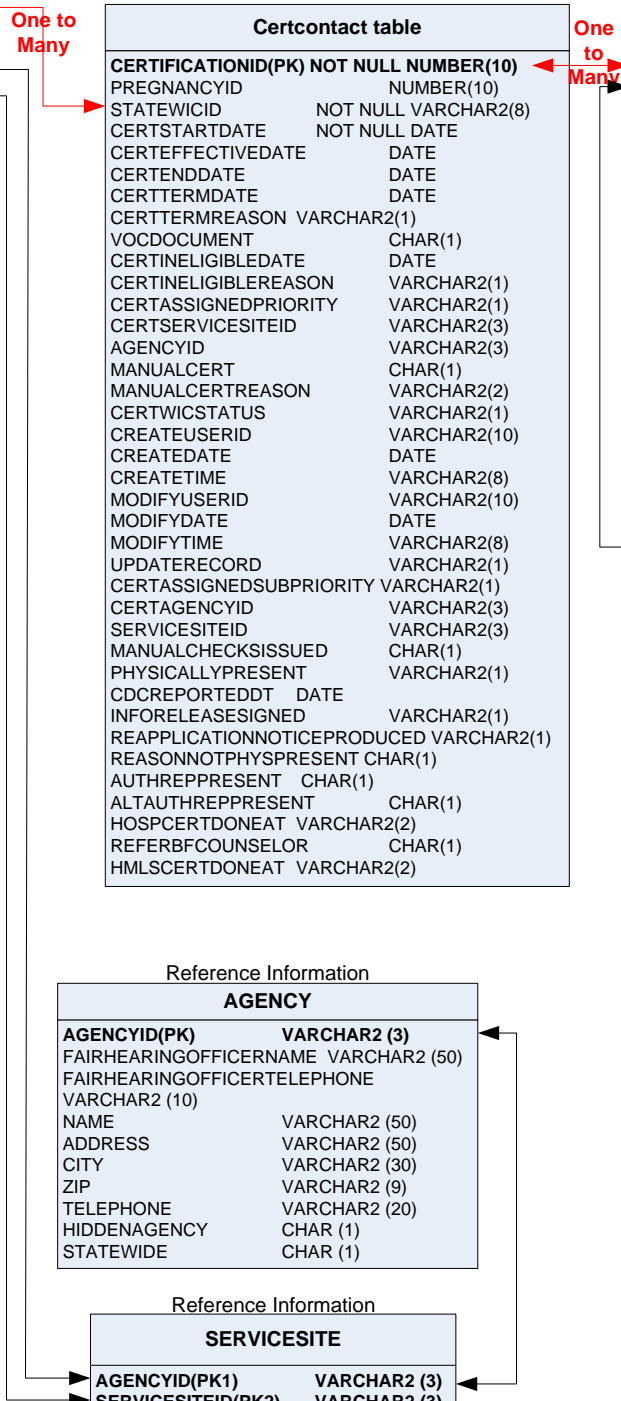 One to
Many
Certcontact table
One
to
Many
CERTIFICATIONID(PK) NOT NULL NUMBER(10)
PREGNANCYID NUMBER(10)
STATEWICID NOT NULL VARCHAR2(8)
CERTSTARTDATE NOT NULL DATE
CERTEFFECTIVEDATE DATE
CERTENDDATE DATE
CERTTERMDATE DATE
CERTTERMREASON VARCHAR2(1)
VOCDOCUMENT CHAR(1)
CERTINELIGIBLEDATE DATE
CERTINELIGIBLEREASON VARCHAR2(1)
CERTASSIGNEDPRIORITY VARCHAR2(1)
CERTSERVICESITEID VARCHAR2(3)
AGENCYID VARCHAR2(3)
MANUALCERT CHAR(1)
MANUALCERTREASON VARCHAR2(2)
CERTWICSTATUS VARCHAR2(1)
CREATEUSERID VARCHAR2(10)
CREATEDATE DATE
CREATETIME VARCHAR2(8)
MODIFYUSERID VARCHAR2(10)
MODIFYDATE DATE
MODIFYTIME VARCHAR2(8)
UPDATERECORD VARCHAR2(1)
CERTASSIGNEDSUBPRIORITY VARCHAR2(1)
CERTAGENCYID VARCHAR2(3)
SERVICESITEID VARCHAR2(3)
MANUALCHECKSISSUED CHAR(1)
PHYSICALLYPRESENT VARCHAR2(1)
CDCREPORTEDDT DATE
INFORELEASESIGNED VARCHAR2(1)
REAPPLICATIONNOTICEPRODUCED VARCHAR2(1)
REASONNOTPHYSPRESENT CHAR(1)
AUTHREPPRESENT CHAR(1)
ALTAUTHREPPRESENT CHAR(1)
HOSPCERTDONEAT VARCHAR2(2)
REFERBFCOUNSELOR CHAR(1)
HMLSCERTDONEAT VARCHAR2(2)
Reference Information
AGENCY
AGENCYID(PK) VARCHAR2 (3)
FAIRHEARINGOFFICERNAME VARCHAR2 (50)
FAIRHEARINGOFFICERTELEPHONE
VARCHAR2 (10)
NAME VARCHAR2 (50)
ADDRESS VARCHAR2 (50)
CITY VARCHAR2 (30)
ZIP VARCHAR2 (9)
TELEPHONE VARCHAR2 (20)
HIDDENAGENCY CHAR (1)
STATEWIDE CHAR (1)
Reference Information
SERVICESITE
AGENCYID(PK1) VARCHAR2 (3)
SERVICESITEID(PK2) VARCHAR2 (3)